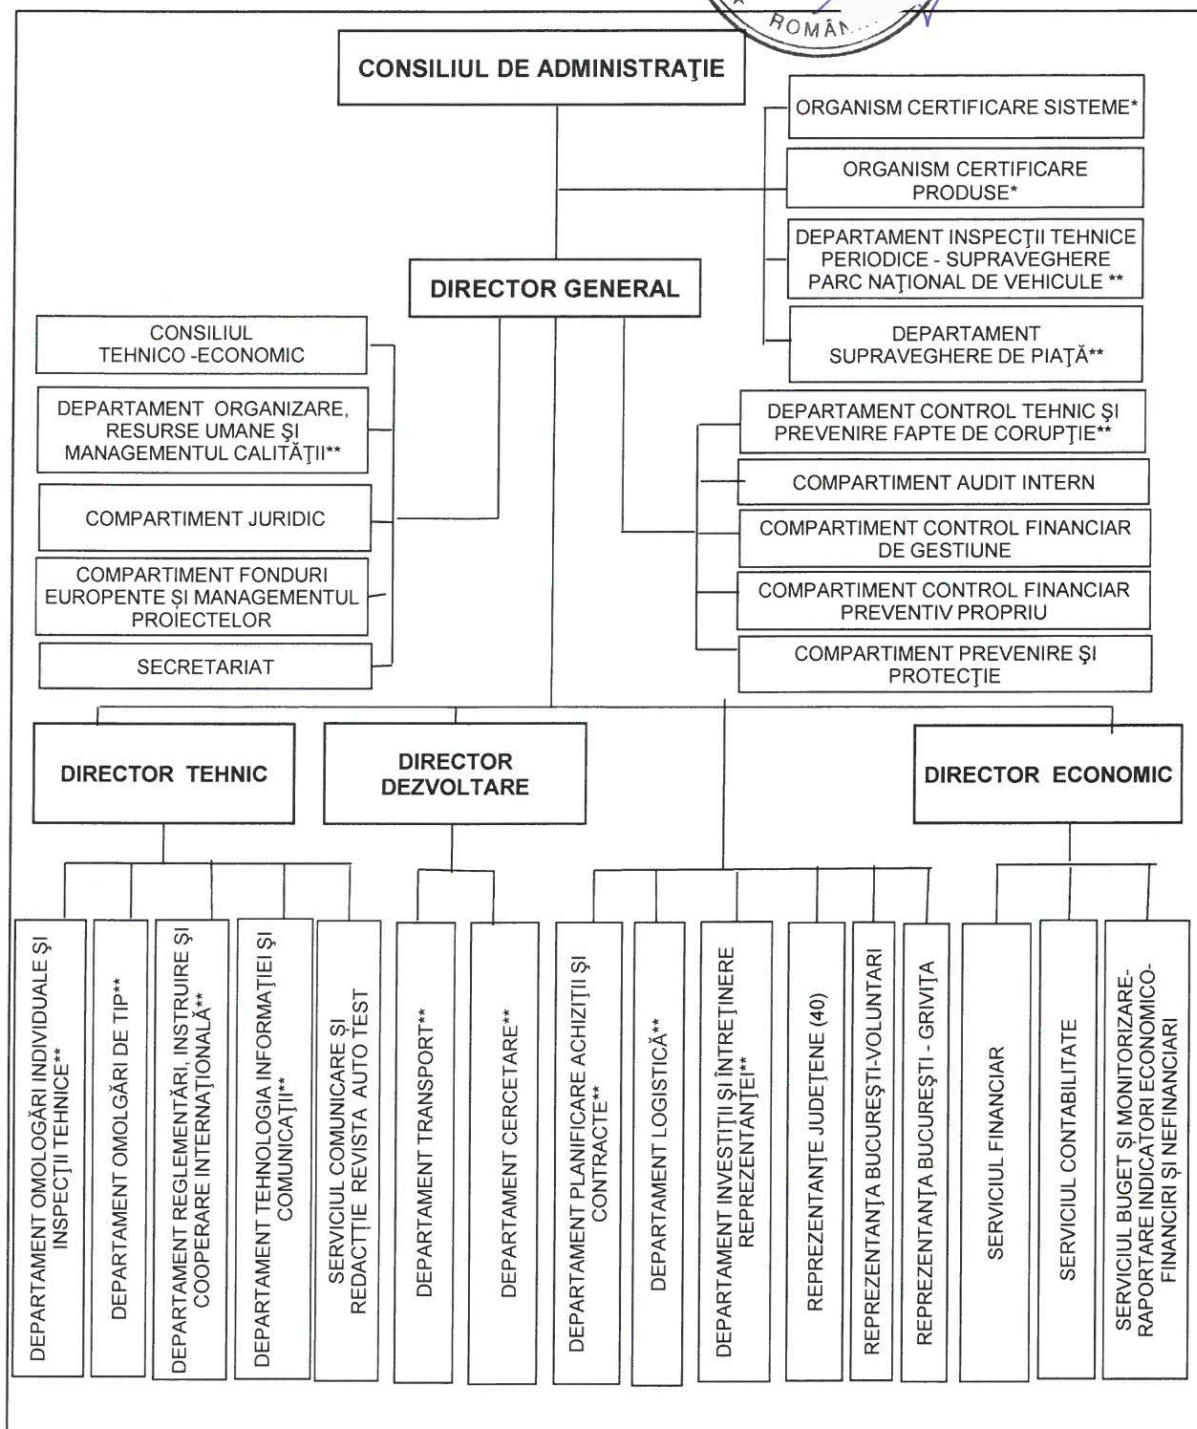 CONSILIUL DE ADMINISTRAŢIE
ORGANISM CERTIFICARE SISTEME*
ORGANISM CERTIFICARE
PRODUSE*
DEPARTAMENT INSPECŢII TEHNICE
PERIODICE - SUPRAVEGHERE
PARC NAŢIONAL DE VEHICULE **
DEPARTAMENT
SUPRAVEGHERE DE PIAŢĂ**
DIRECTOR GENERAL
CONSILIUL
TEHNICO -ECONOMIC
DEPARTAMENT ORGANIZARE,
RESURSE UMANE ŞI
MANAGEMENTUL CALITĂŢII**
COMPARTIMENT JURIDIC
COMPARTIMENT FONDURI
EUROPENTE ȘI MANAGEMENTUL
PROIECTELOR
SECRETARIAT
DEPARTAMENT CONTROL TEHNIC ŞI
PREVENIRE FAPTE DE CORUPŢIE**
COMPARTIMENT AUDIT INTERN
COMPARTIMENT CONTROL FINANCIAR
DE GESTIUNE
COMPARTIMENT CONTROL FINANCIAR
PREVENTIV PROPRIU
COMPARTIMENT PREVENIRE ŞI
PROTECŢIE
DIRECTOR TEHNIC
DIRECTOR
DEZVOLTARE
DIRECTOR ECONOMIC
DEPARTAMENT OMOLOGĂRI INDIVIDUALE ŞI
INSPECŢII TEHNICE**
DEPARTAMENT OMOLGĂRI DE TIP**
DEPARTAMENT REGLEMENTĂRI, INSTRUIRE ŞI
COOPERARE INTERNAŢIONALĂ**
DEPARTAMENT TEHNOLOGIA INFORMAŢIEI ŞI
COMUNICAŢII**
SERVICIUL COMUNICARE ȘI
REDACTȚIE REVISTA AUTO TEST
DEPARTAMENT TRANSPORT**
DEPARTAMENT CERCETARE**
DEPARTAMENT PLANIFICARE ACHIZIŢII ŞI
CONTRACTE**
DEPARTAMENT LOGISTICĂ**
DEPARTAMENT INVESTIŢII ŞI ÎNTREŢINERE
REPREZENTANŢEI**
REPREZENTANŢE JUDEŢENE (40)
REPREZENTANŢA BUCUREŞTI-VOLUNTARI
REPREZENTANŢA BUCUREŞTI - GRIVIŢA
SERVICIUL FINANCIAR
SERVICIUL CONTABILITATE
SERVICIUL BUGET ȘI MONITORIZARE-
RAPORTARE INDICATORI ECONOMICO-
FINANCIRI ȘI NEFINANCIARI